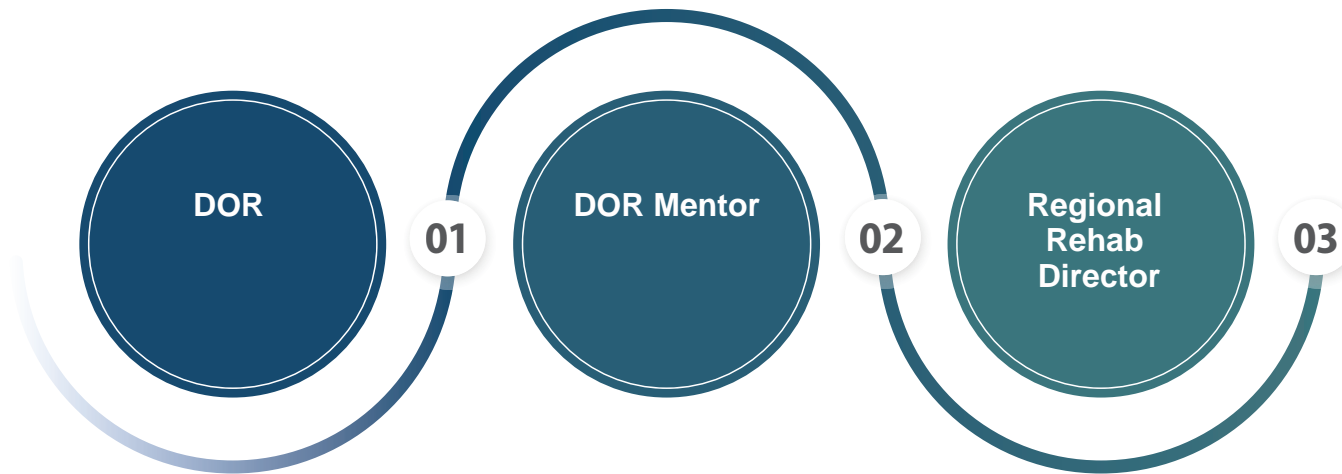 DOR
01
DOR Mentor
02
Regional
Rehab
Director
03